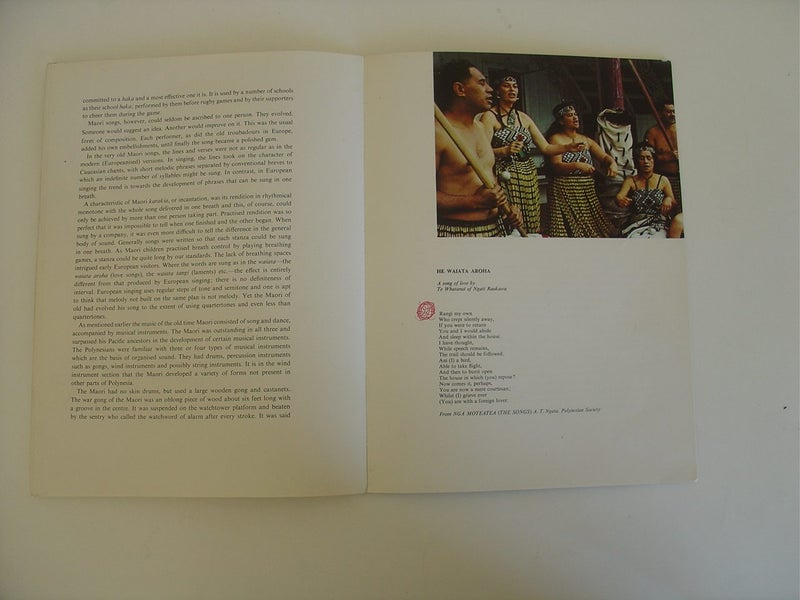 committed to a haka and a most effective one it is. It is used by a number of schools
as their school haka; performed by them before rugby games and by their supporters
to cheer them during the game.
Maori songs, however, could seldom be ascribed to one person. They evolved.
Someone would suggest an idea. Another would improve on it. This was the usual
form of composition. Each performer, as did the old troubadours in Europe,
added his own embellishments, until finally the song became a polished gem.
In the very old Maori songs, the lines and verses were not as regular as in the
modern (Europeanised) versions. In singing, the lines took on the character of
Caucasian chants, with short melodic phrases separated by conventional breves to
which an indefinite number of syllables might be sung. In contrast, in European
singing the trend is towards the development of phrases that can be sung in one
breath.
A characteristic of Maori karakia, or incantation, was its rendition in rhythmical
monotone with the whole song delivered in one breath and this, of course, could
only be achieved by more than one person taking part. Practised rendition was so
perfect that it was impossible to tell when one finished and the other began. When
sung by a company, it was even more difficult to tell the difference in the general
body of sound. Generally songs were written so that each stanza could be sung
in one breath. As Maori children practised breath control by playing breathing
games, a stanza could be quite long by our standards. The lack of breathing spaces
intrigued early European visitors. Where the words are sung as in the waiata—the
waiata aroha (love songs), the waiata tangi (laments) etc.—the effect is entirely
different from that produced by European singing; there is no definiteness of
interval. European singing uses regular steps of tone and semitone and one is apt
to think that melody not built on the same plan is not melody. Yet the Maori of
old had evolved his song to the extent of using quartertones and even less than
quartertones.
As mentioned earlier the music of the old time Maori consisted of song and dance,
accompanied by musical instruments. The Maori was outstanding in all three and
surpassed his Pacific ancestors in the development of certain musical instruments.
The Polynesians were familiar with three or four types of musical instruments
which are the basis of organised sound. They had drums, percussion instruments
such as gongs, wind instruments and possibly string instruments. It is in the wind
instrument section that the Maori developed a variety of forms not present in
other parts of Polynesia.
The Maori had no skin drums, but used a large wooden gong and castanets.
The war gong of the Maori was an oblong piece of wood about six feet long with
a groove in the centre. It was suspended on the watchtower platform and beaten
by the sentry who called the watchword of alarm after every stroke. It was said
HE WAIATA AROHA
A song of love by
Te Whatanui of Ngati Raukawa
Rangi my own
Who crept silently away,
If you were to return
You and I would abide
And sleep within the house.
I have thought,
While speech remains,
The trail should be followed.
Am (I) a bird,
Able to take flight,
And then to burst open
The house in which (you) repose?
Now comes it, perhaps,
You are now a mere courtesan;
Whilst (I) grieve ever
(You) are with a foreign lover.
From NGA MOTEATEA (THE SONGS) A. T. Ngata. Polynesian Society